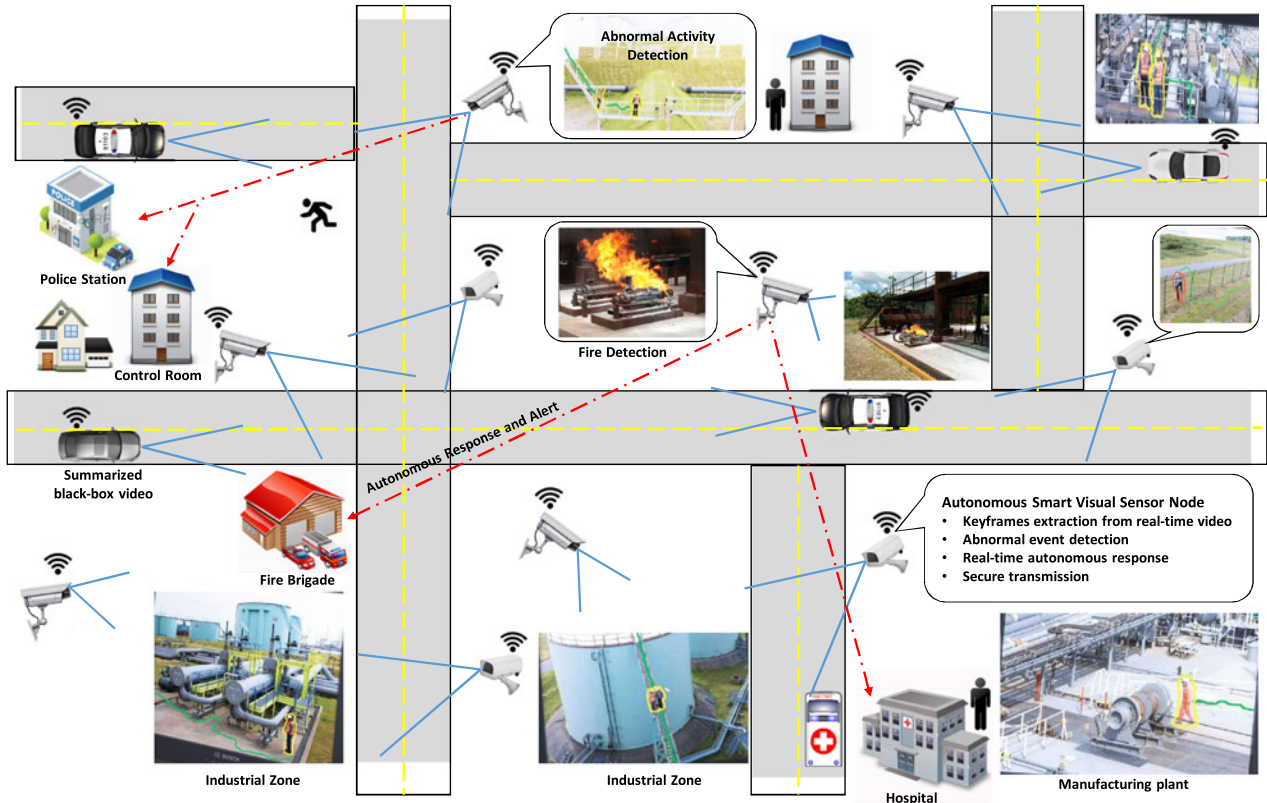 Abnormal Activity
Detection
POLICE
Police Station
Control Room
Fire Detection
Autonomous Response and Alert
Summarized
black-box video
Fire Brigade
Autonomous Smart Visual Sensor Node
• Keyframes extraction from real-time video
• Abnormal event detection
• Real-time autonomous response
• Secure transmission
Industrial Zone
Industrial Zone
Hospital
Manufacturing plant